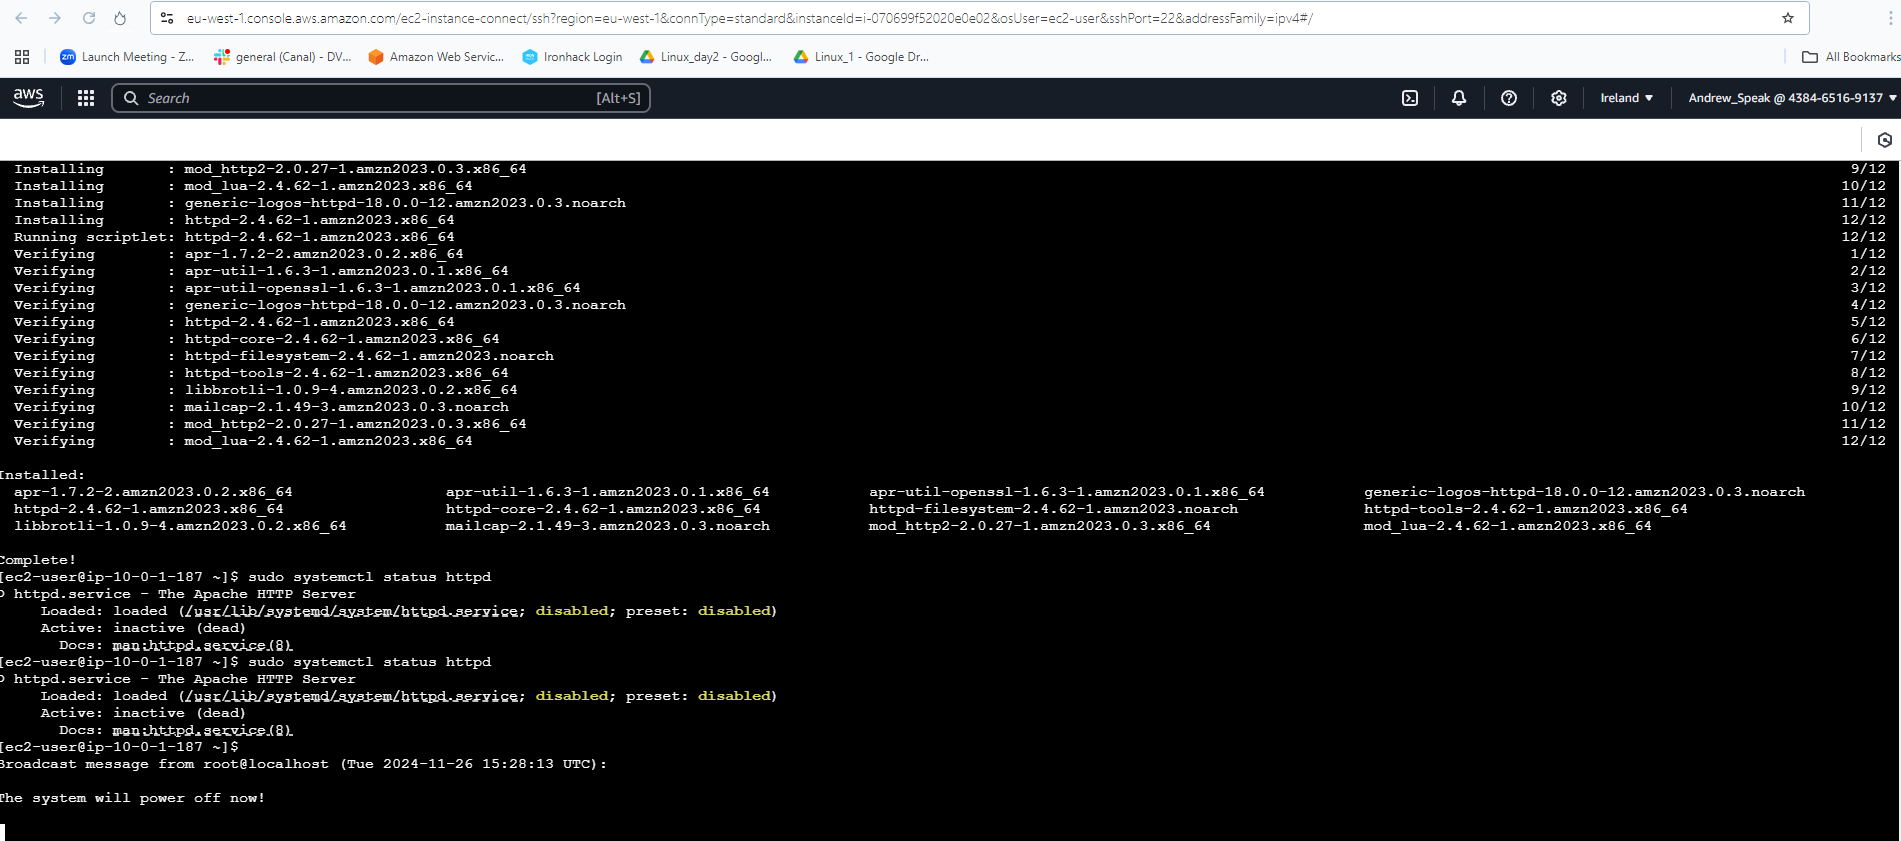 eu-west-1.console.aws.amazon.com/ec2-instance-connect/ssh?region=eu-west-1&connType=standard&instanceId=i-070699f52020e0e02&osUser=ec2-user&sshPort=22&addressFamily=ipv4#/
zm Launch Meeting - Z... general (Canal) - DV... Amazon Web Servic... Ironhack Login Linux_day2 - Googl... Linux_1 - Google Dr... All Bookmarks
aws Search [Alt+S] Ireland Andrew_Speak @ 4384-6516-9137
Installing : mod_http2-2.0.27-1.amzn2023.0.3.x86_64 9/12
Installing : mod_lua-2.4.62-1.amzn2023.x86_64 10/12
Installing : generic-logos-httpd-18.0.0-12.amzn2023.0.3.noarch 11/12
Installing : httpd-2.4.62-1.amzn2023.x86_64 12/12
Running scriptlet: httpd-2.4.62-1.amzn2023.x86_64 12/12
Verifying : apr-1.7.2-2.amzn2023.0.2.x86_64 1/12
Verifying : apr-util-1.6.3-1.amzn2023.0.1.x86_64 2/12
Verifying : apr-util-openssl-1.6.3-1.amzn2023.0.1.x86_64 3/12
Verifying : generic-logos-httpd-18.0.0-12.amzn2023.0.3.noarch 4/12
Verifying : httpd-2.4.62-1.amzn2023.x86_64 5/12
Verifying : httpd-core-2.4.62-1.amzn2023.x86_64 6/12
Verifying : httpd-filesystem-2.4.62-1.amzn2023.noarch 7/12
Verifying : httpd-tools-2.4.62-1.amzn2023.x86_64 8/12
Verifying : libbrotli-1.0.9-4.amzn2023.0.2.x86_64 9/12
Verifying : mailcap-2.1.49-3.amzn2023.0.3.noarch 10/12
Verifying : mod_http2-2.0.27-1.amzn2023.0.3.x86_64 11/12
Verifying : mod_lua-2.4.62-1.amzn2023.x86_64 12/12
Installed:
apr-1.7.2-2.amzn2023.0.2.x86_64 apr-util-1.6.3-1.amzn2023.0.1.x86_64 apr-util-openssl-1.6.3-1.amzn2023.0.1.x86_64 generic-logos-httpd-18.0.0-12.amzn2023.0.3.noarch
httpd-2.4.62-1.amzn2023.x86_64 httpd-core-2.4.62-1.amzn2023.x86_64 httpd-filesystem-2.4.62-1.amzn2023.noarch httpd-tools-2.4.62-1.amzn2023.x86_64
libbrotli-1.0.9-4.amzn2023.0.2.x86_64 mailcap-2.1.49-3.amzn2023.0.3.noarch mod_http2-2.0.27-1.amzn2023.0.3.x86_64 mod_lua-2.4.62-1.amzn2023.x86_64
Complete!
[ec2-user@ip-10-0-1-187 ~]$ sudo systemctl status httpd
○ httpd.service - The Apache HTTP Server
Loaded: loaded (/usr/lib/systemd/system/httpd.service; disabled; preset: disabled)
Active: inactive (dead)
Docs: man:httpd.service(8)
[ec2-user@ip-10-0-1-187 ~]$ sudo systemctl status httpd
○ httpd.service - The Apache HTTP Server
Loaded: loaded (/usr/lib/systemd/system/httpd.service; disabled; preset: disabled)
Active: inactive (dead)
Docs: man:httpd.service(8)
[ec2-user@ip-10-0-1-187 ~]$
Broadcast message from root@localhost (Tue 2024-11-26 15:28:13 UTC):
The system will power off now!